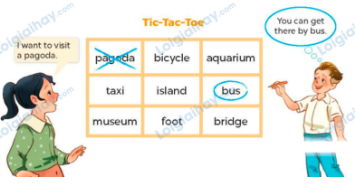 Tic-Tac-Toe
You can get
there by bus.
I want to visit
a pagoda.
pagoda bicycle aquarium
taxi island bus
museum foot bridge
Loigiaihay.com